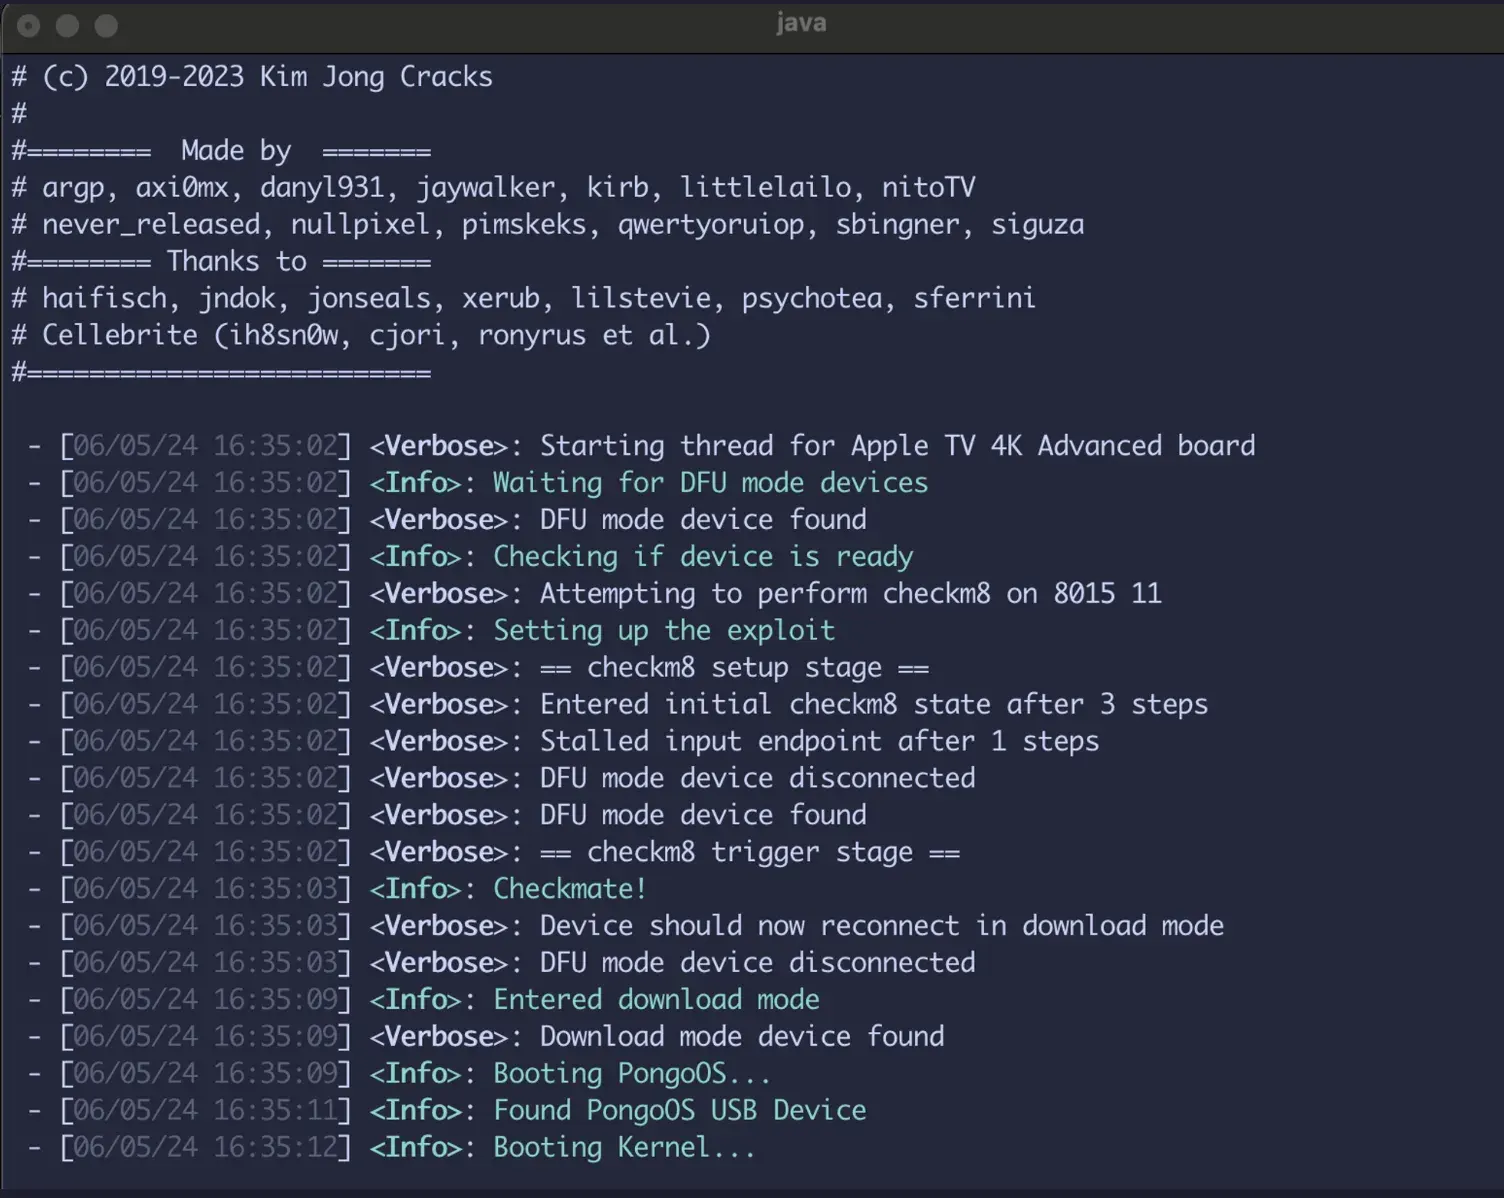 java
# (c) 2019-2023 Kim Jong Cracks
#
#======== Made by =======
# argp, axi0mx, danyl931, jaywalker, kirb, littlelailo, nitoTV
# never_released, nullpixel, pimskeks, qwertyoruiop, sbingner, siguza
#======== Thanks to =======
# haifisch, jndok, jonseals, xerub, lilstevie, psychotea, sferrini
# Cellebrite (ih8sn0w, cjori, ronyrus et al.)
#==========================
- [06/05/24 16:35:02] <Verbose>: Starting thread for Apple TV 4K Advanced board
- [06/05/24 16:35:02] <Info>: Waiting for DFU mode devices
- [06/05/24 16:35:02] <Verbose>: DFU mode device found
- [06/05/24 16:35:02] <Info>: Checking if device is ready
- [06/05/24 16:35:02] <Verbose>: Attempting to perform checkm8 on 8015 11
- [06/05/24 16:35:02] <Info>: Setting up the exploit
- [06/05/24 16:35:02] <Verbose>: == checkm8 setup stage ==
- [06/05/24 16:35:02] <Verbose>: Entered initial checkm8 state after 3 steps
- [06/05/24 16:35:02] <Verbose>: Stalled input endpoint after 1 steps
- [06/05/24 16:35:02] <Verbose>: DFU mode device disconnected
- [06/05/24 16:35:02] <Verbose>: DFU mode device found
- [06/05/24 16:35:02] <Verbose>: == checkm8 trigger stage ==
- [06/05/24 16:35:03] <Info>: Checkmate!
- [06/05/24 16:35:03] <Verbose>: Device should now reconnect in download mode
- [06/05/24 16:35:03] <Verbose>: DFU mode device disconnected
- [06/05/24 16:35:09] <Info>: Entered download mode
- [06/05/24 16:35:09] <Verbose>: Download mode device found
- [06/05/24 16:35:09] <Info>: Booting PongoOS...
- [06/05/24 16:35:11] <Info>: Found PongoOS USB Device
- [06/05/24 16:35:12] <Info>: Booting Kernel...